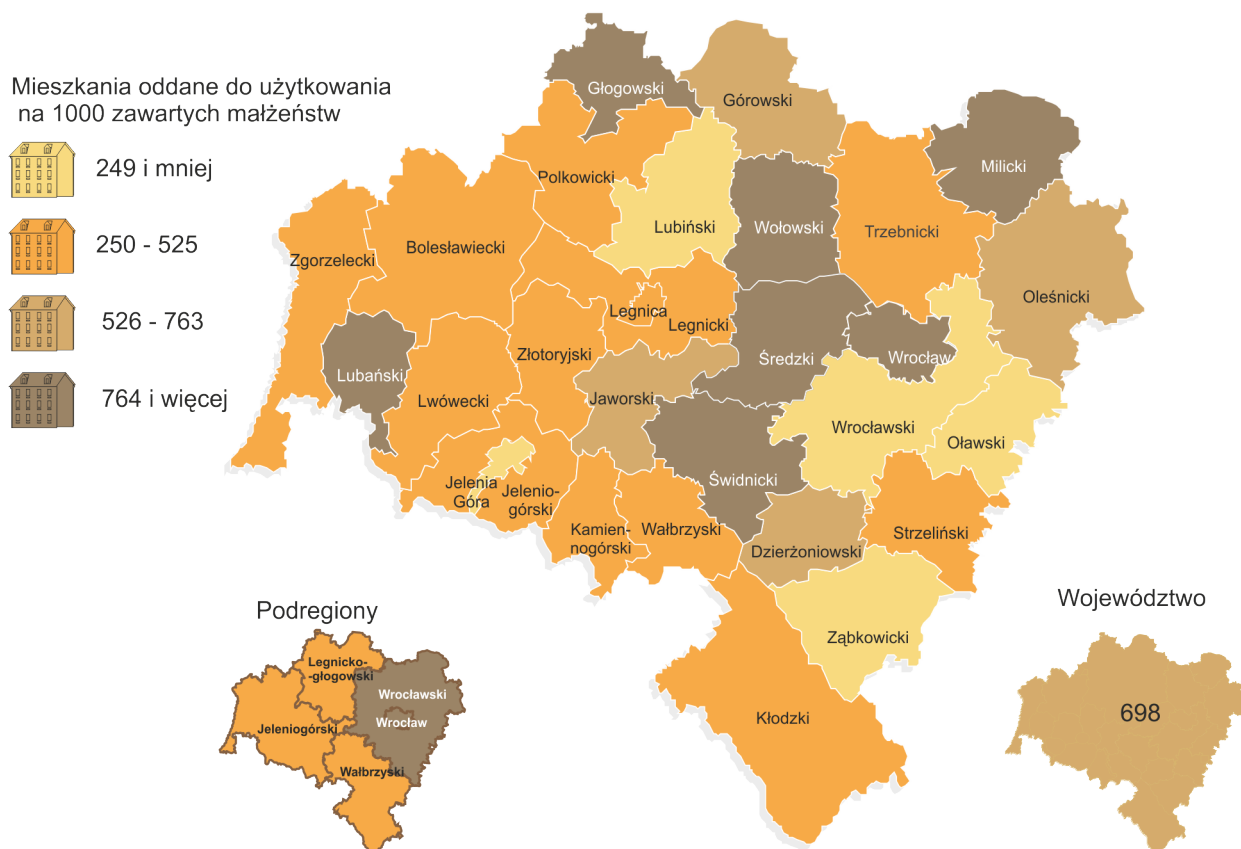 Mieszkania oddane do użytkowania
na 1000 zawartych małżeństw
249 i mniej
250 - 525
526 - 763
764 i więcej
Głogowski
Górowski
Milicki
Polkowicki
Lubiński
Wołowski
Trzebnicki
Bolesławiecki
Zgorzelecki
Oleśnicki
Legnica
Legnicki
Złotoryjski
Średzki
Wrocław
Lubański
Lwówecki
Jaworski
Wrocławski
Oławski
Jelenia
Góra
Jelenio-
górski
Świdnicki
Kamien-
nogórski
Wałbrzyski
Dzierżoniowski
Strzeliński
Ząbkowicki
Kłodzki
Podregiony
Legnicko-
-głogowski
Wrocławski
Wrocław
Jeleniogórski
Wałbrzyski
Województwo
698